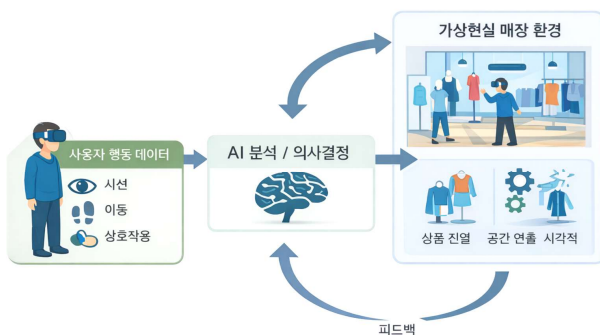 가상현실 매장 환경
사용자 행동 데이터
시선
이동
상호작용
AI 분석 / 의사결정
상품 진열
공간 연출 시각적
피드백